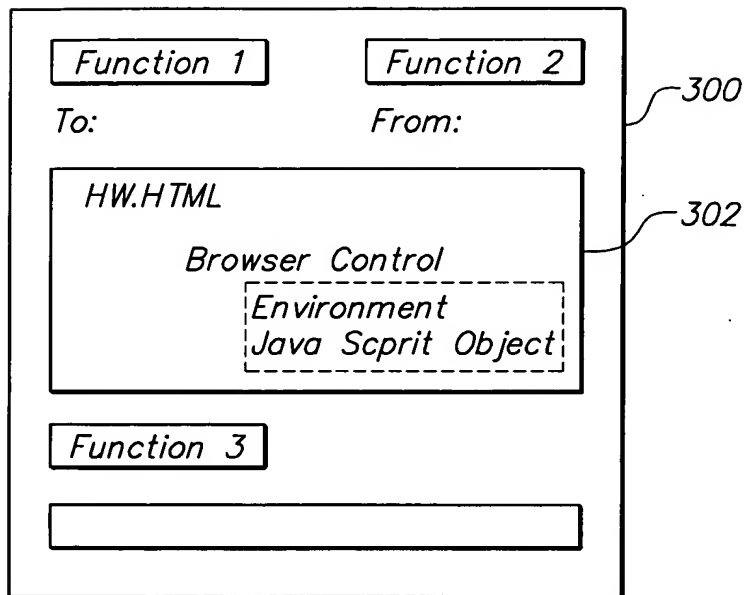 Function 1
Function 2
To:
From:
300
HW.HTML
302
Browser Control
Environment
Java Scprit Object
Function 3